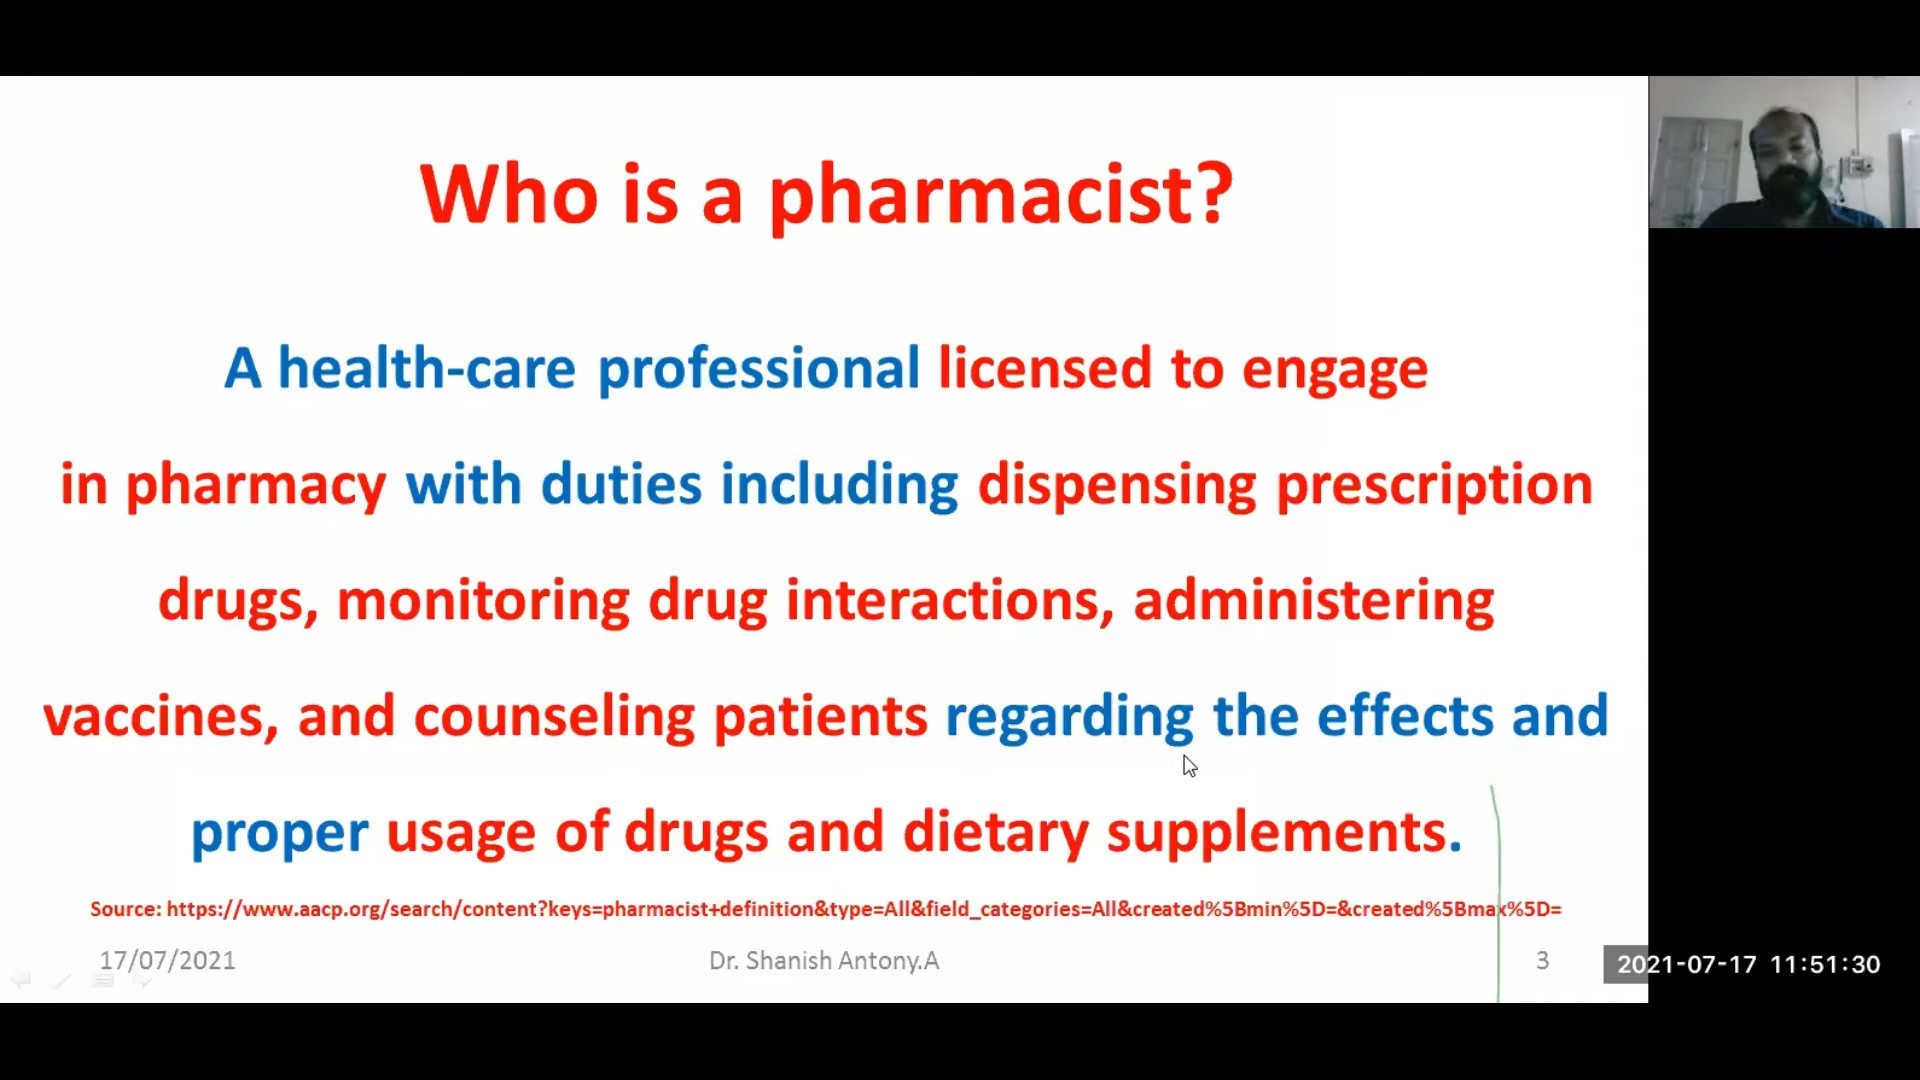 Who is a pharmacist?
A health-care professional licensed to engage
in pharmacy with duties including dispensing prescription
drugs, monitoring drug interactions, administering
vaccines, and counseling patients regarding the effects and
proper usage of drugs and dietary supplements.
Source: https://www.aacp.org/search/content?keys=pharmacist+definition&type=All&field_categories=All&created%5Bmin%5D=&created%5Bmax%5D=
17/07/2021
Dr. Shanish Antony.A
3
2021-07-17 11:51:30